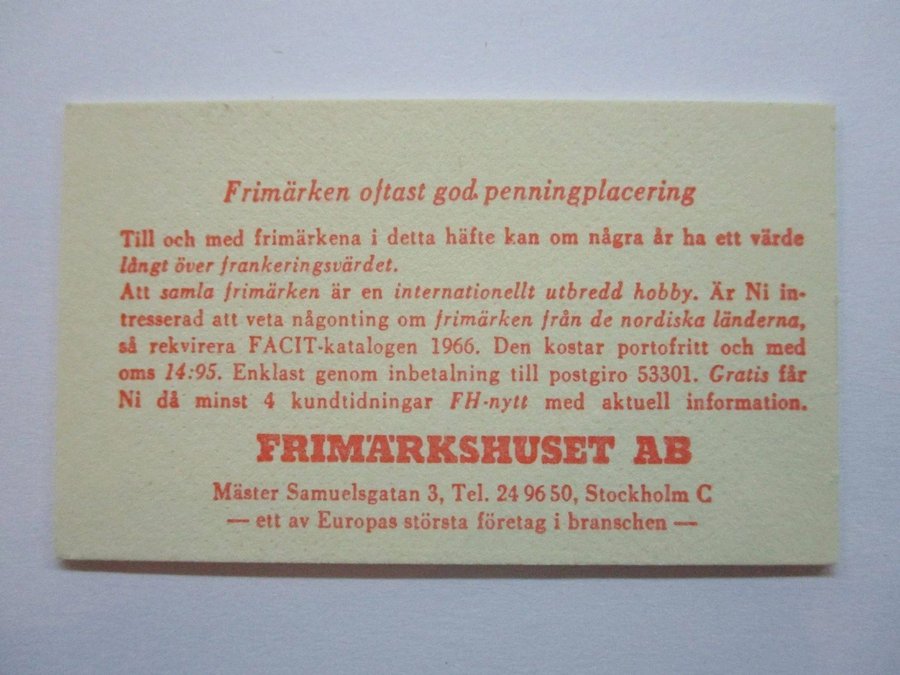 Frimärken oftast god penningplacering
Till och med frimärkena i detta häfte kan om några år ha ett värde
långt över frankeringsvärdet.
Att samla frimärken är en internationellt utbredd hobby. Är Ni in-
tresserad att veta någonting om frimärken från de nordiska länderna,
så rekvirera FACIT-katalogen 1966. Den kostar portofritt och med
oms 14:95. Enklast genom inbetalning till postgiro 53301. Gratis får
Ni då minst 4 kundtidningar FH-nytt med aktuell information.
FRIMÄRKSHUSET AB
Mäster Samuelsgatan 3, Tel. 24 96 50, Stockholm C
— ett av Europas största företag i branschen —